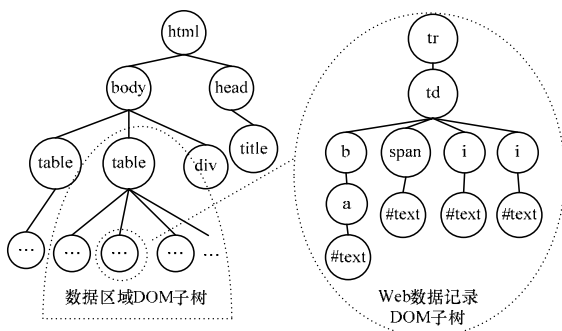 html
body
head
table
table
div
title
...
...
...
...
...
数据区域DOM子树
tr
td
b
span
i
i
a
#text
#text
#text
#text
Web数据记录
DOM子树